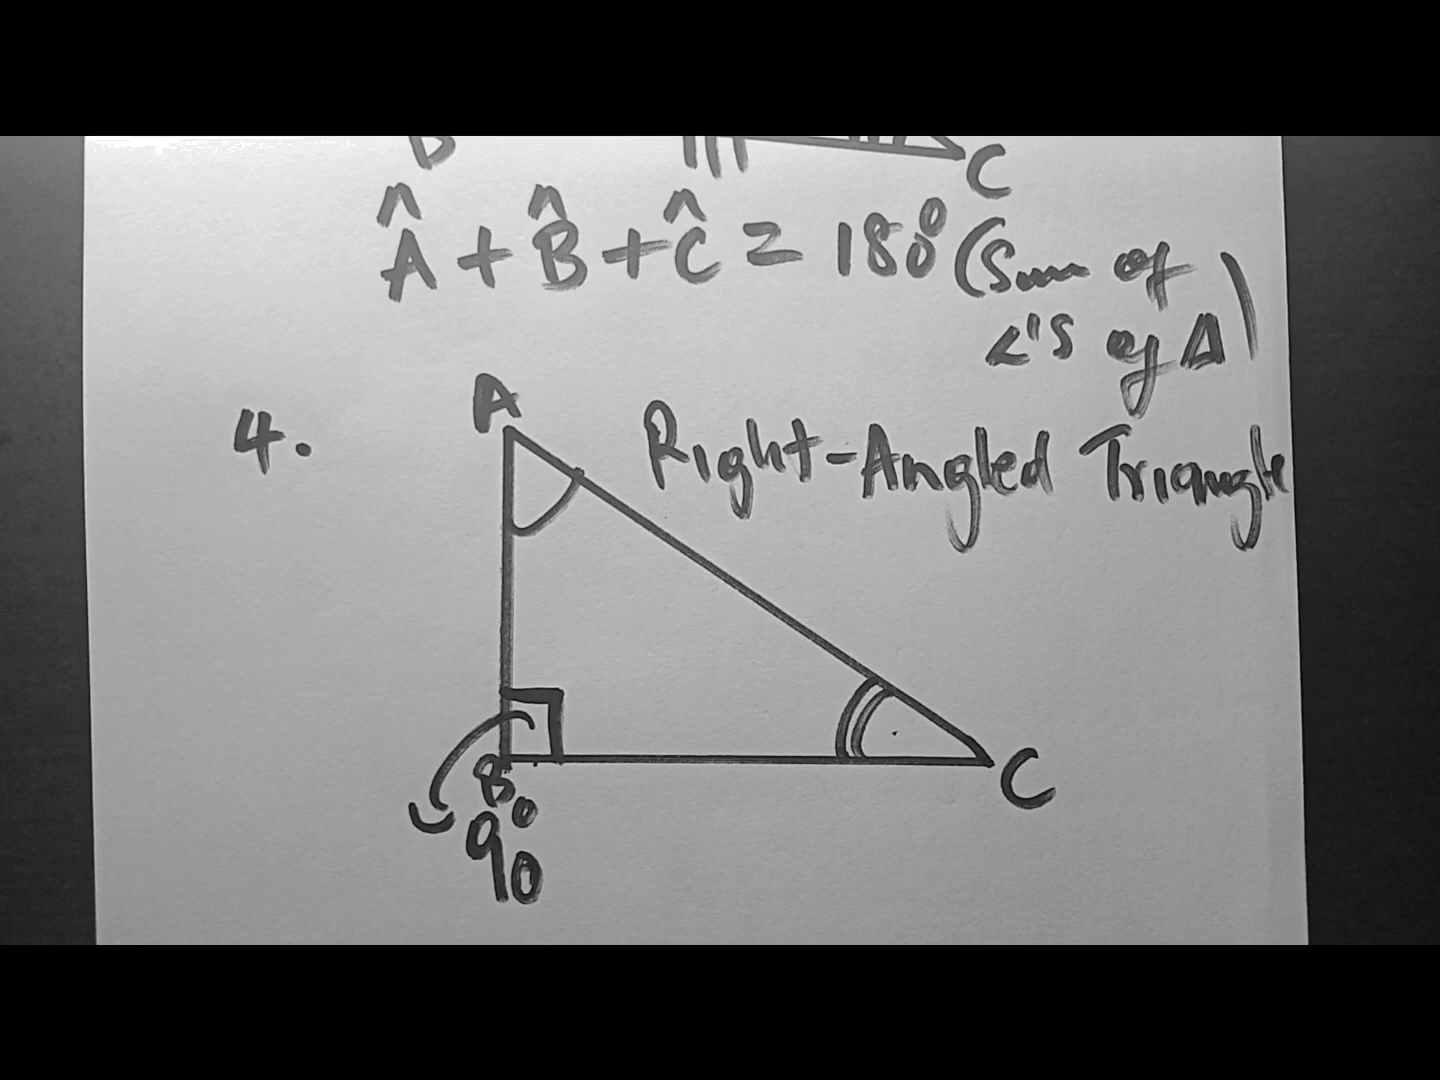 B C
Â + B̂ + Ĉ = 180° (Sum of
<'s of Δ)
4. A Right-Angled Triangle
B C
90°